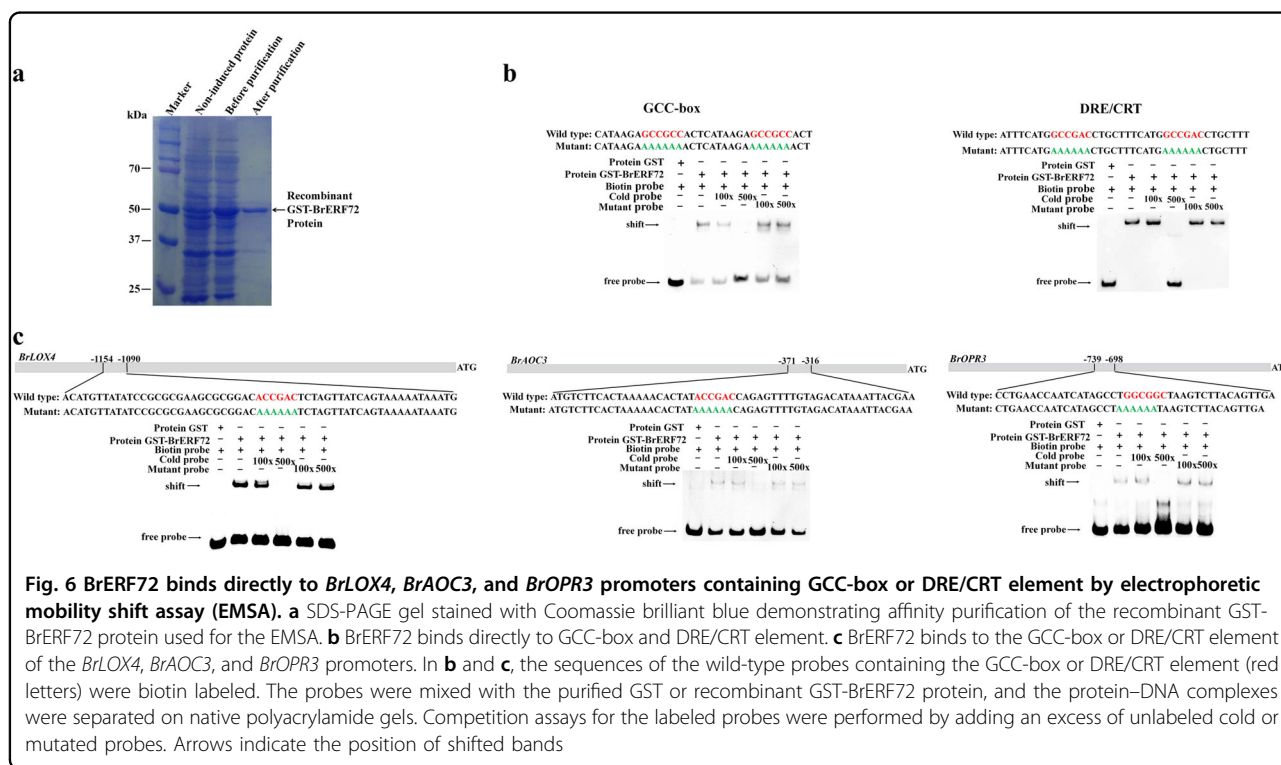 a
Marker
Non-induced protein
Before purification
After purification
kDa
70
50
37
25
Recombinant
GST-BrERF72
Protein
b
GCC-box
Wild type: CATAAGAGCCGCCACTCATAAGAGCCGCCACT
Mutant: CATAAGAAAAAAAACTCATAAGAAAAAAAACT
Protein GST + − − − − −
Protein GST-BrERF72 − + + + + +
Biotin probe + + + + + +
Cold probe − − 100x 500x − −
Mutant probe − − − − 100x 500x
shift
free probe
DRE/CRT
Wild type: ATTTCATGGCCGACCTGCTTTCATGGCCGACCTGCTTT
Mutant: ATTTCATGAAAAAACTGCTTTCATGAAAAAACTGCTTT
Protein GST + − − − − −
Protein GST-BrERF72 − + + + + +
Biotin probe + + + + + +
Cold probe − − 100x 500x − −
Mutant probe − − − − 100x 500x
shift
free probe
c
BrLOX4
-1154 -1090
ATG
Wild type: ACATGTTATATCCGCGCGAAGCGCGGACACCGACTCTAGTTATCAGTAAAAATAAATG
Mutant: ACATGTTATATCCGCGCGAAGCGCGGACAAAAAATCTAGTTATCAGTAAAAATAAATG
Protein GST + − − − − −
Protein GST-BrERF72 − + + + + +
Biotin probe + + + + + +
Cold probe − − 100x 500x − −
Mutant probe − − − − 100x 500x
shift
free probe
BrAOC3
-371 -316
ATG
Wild type: ATGTCTTCACTAAAAACACTATACCGACCAGAGTTTTGTAGACATAAATTACGAA
Mutant: ATGTCTTCACTAAAAACACTATAAAAAACAGAGTTTTGTAGACATAAATTACGAA
Protein GST + − − − − −
Protein GST-BrERF72 − + + + + +
Biotin probe + + + + + +
Cold probe − − 100x 500x − −
Mutant probe − − − − 100x 500x
shift
free probe
BrOPR3
-739 -698
AT
Wild type: CCTGAACCAATCATAGCCTGGCGGCTAAGTCTTACAGTTGA
Mutant: CCTGAACCAATCATAGCCTAAAAAATAAGTCTTACAGTTGA
Protein GST + − − − − −
Protein GST-BrERF72 − + + + + +
Biotin probe + + + + + +
Cold probe − − 100x 500x − −
Mutant probe − − − − 100x 500x
shift
free probe
Fig. 6 BrERF72 binds directly to BrLOX4, BrAOC3, and BrOPR3 promoters containing GCC-box or DRE/CRT element by electrophoretic
mobility shift assay (EMSA). a SDS-PAGE gel stained with Coomassie brilliant blue demonstrating affinity purification of the recombinant GST-
BrERF72 protein used for the EMSA. b BrERF72 binds directly to GCC-box and DRE/CRT element. c BrERF72 binds to the GCC-box or DRE/CRT element
of the BrLOX4, BrAOC3, and BrOPR3 promoters. In b and c, the sequences of the wild-type probes containing the GCC-box or DRE/CRT element (red
letters) were biotin labeled. The probes were mixed with the purified GST or recombinant GST-BrERF72 protein, and the protein–DNA complexes
were separated on native polyacrylamide gels. Competition assays for the labeled probes were performed by adding an excess of unlabeled cold or
mutated probes. Arrows indicate the position of shifted bands